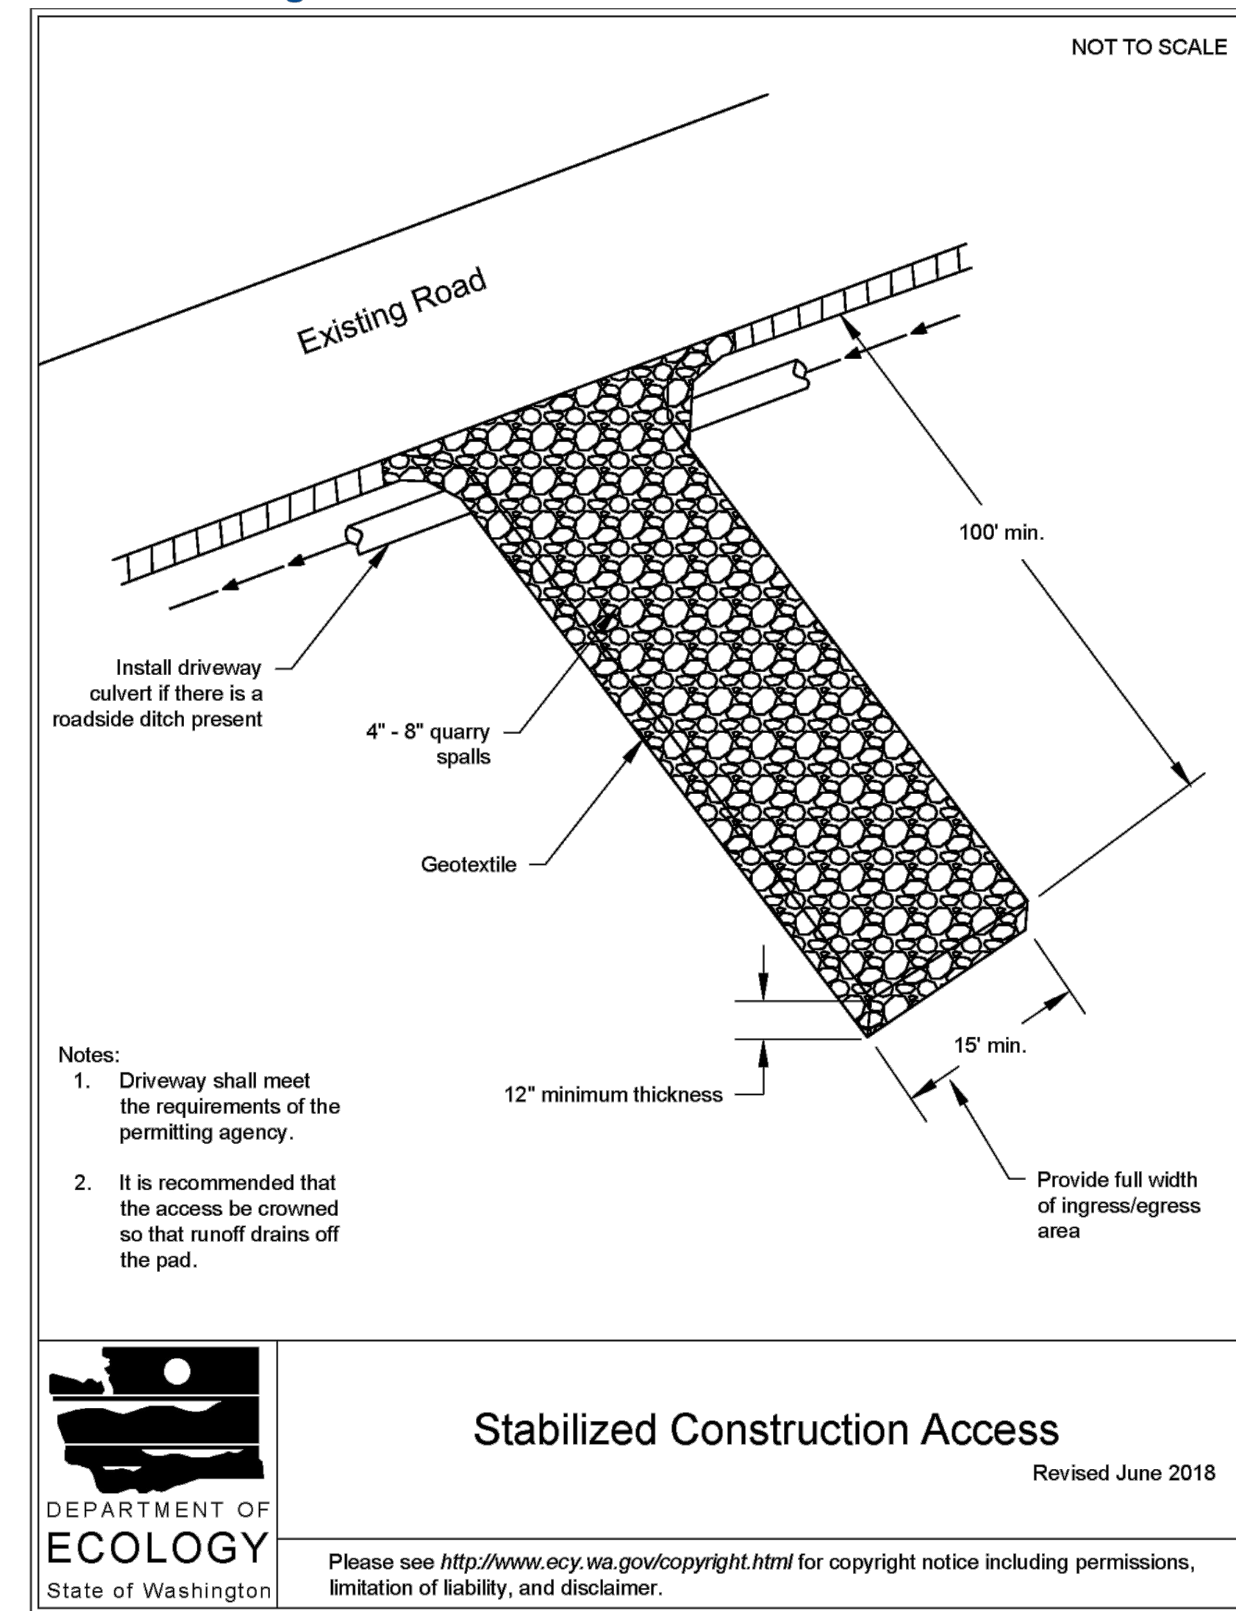 NOT TO SCALE
Existing Road
100' min.
Install driveway
culvert if there is a
roadside ditch present
4" - 8" quarry
spalls
Geotextile
15' min.
12" minimum thickness
Provide full width
of ingress/egress
area
Notes:
1. Driveway shall meet
the requirements of the
permitting agency.
2. It is recommended that
the access be crowned
so that runoff drains off
the pad.
DEPARTMENT OF
ECOLOGY
State of Washington
Stabilized Construction Access
Revised June 2018
Please see http://www.ecy.wa.gov/copyright.html for copyright notice including permissions,
limitation of liability, and disclaimer.